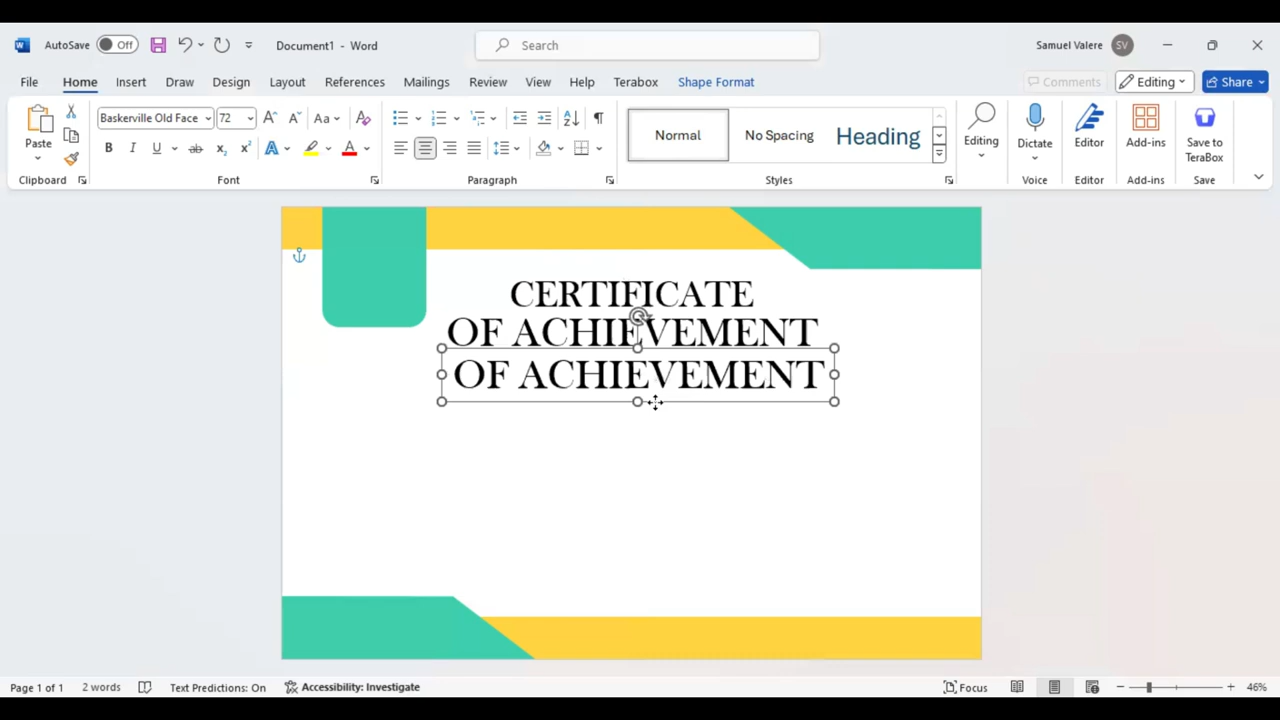 AutoSave Off Document1 - Word Search Samuel Valere SV
File Home Insert Draw Design Layout References Mailings Review View Help Terabox Shape Format Comments Editing Share
Paste Baskerville Old Face 72 Aa Normal No Spacing Heading Editing Dictate Editor Add-ins Save to TeraBox
Clipboard Font Paragraph Styles Voice Editor Add-ins Save
CERTIFICATE
OF ACHIEVEMENT
OF ACHIEVEMENT
Page 1 of 1 2 words Text Predictions: On Accessibility: Investigate Focus 46%